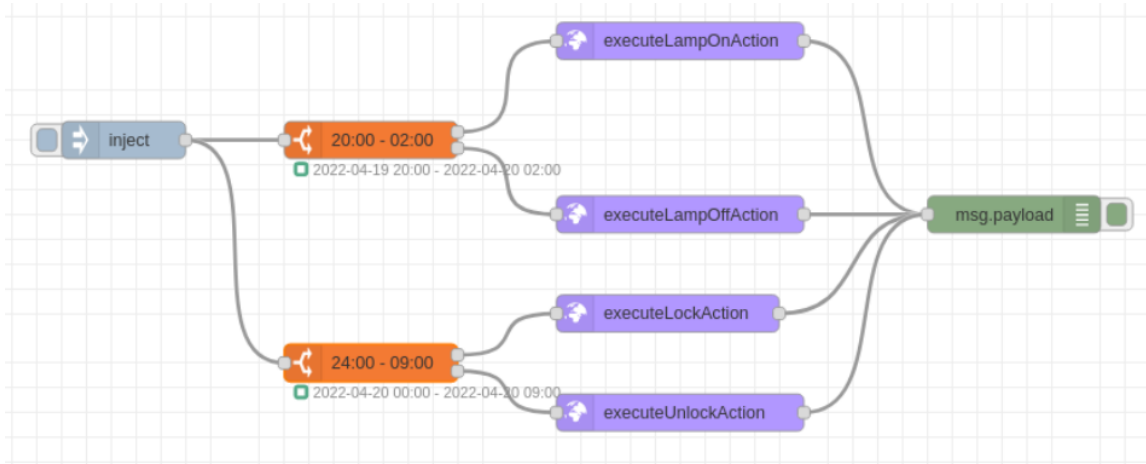 executeLampOnAction
inject
20:00 - 02:00
2022-04-19 20:00 - 2022-04-20 02:00
executeLampOffAction
msg.payload
executeLockAction
24:00 - 09:00
2022-04-20 00:00 - 2022-04-20 09:00
executeUnlockAction